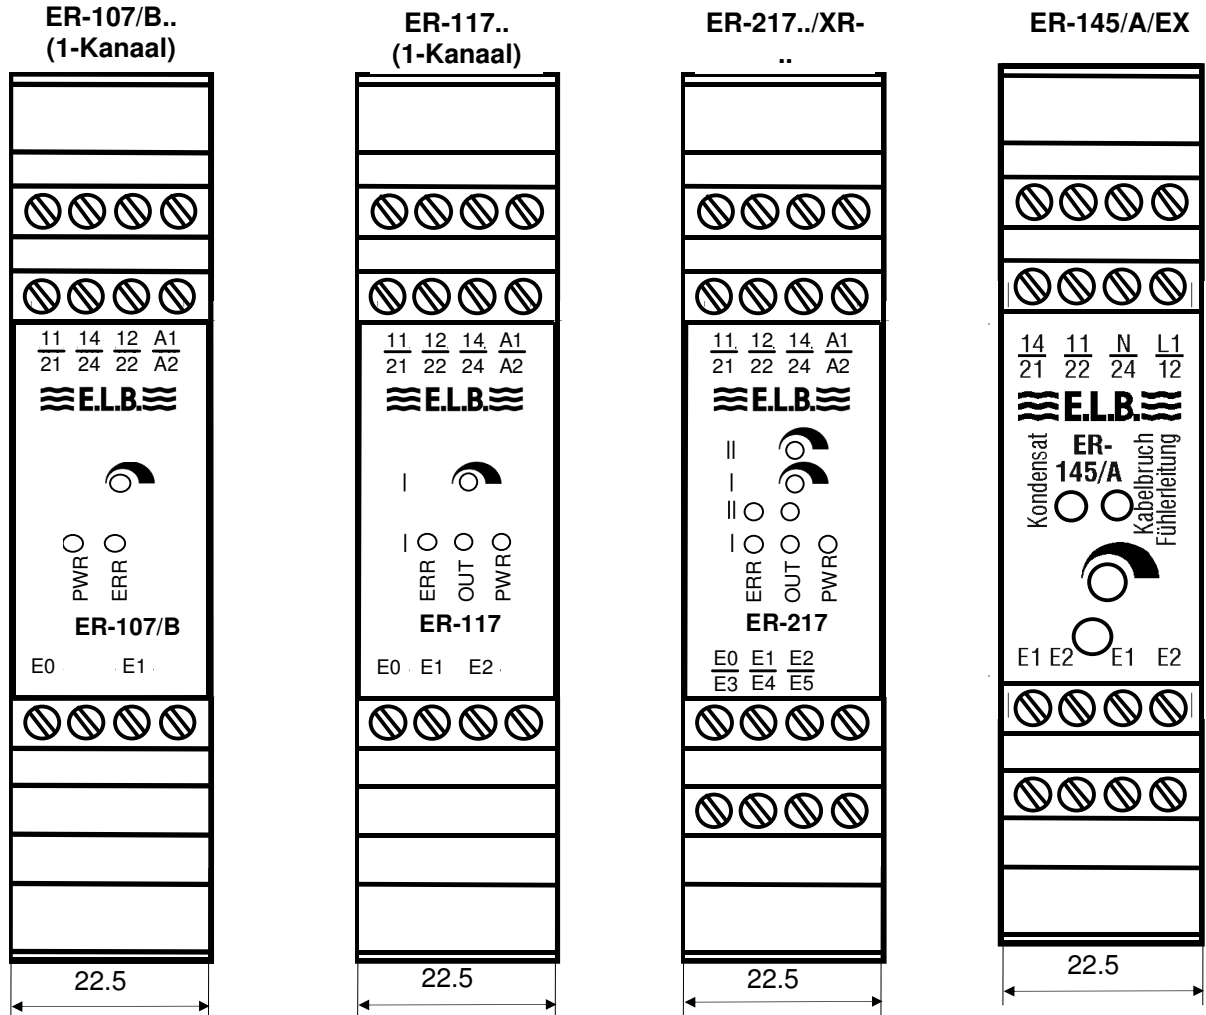 ER-107/B..
(1-Kanaal)
11 14 12 A1
21 24 22 A2
E.L.B.
PWR
ERR
ER-107/B
E0 E1
22.5
ER-117..
(1-Kanaal)
11 12 14 A1
21 22 24 A2
E.L.B.
I
I
ERR
OUT
PWR
ER-117
E0 E1 E2
22.5
ER-217../XR-
..
11 12 14 A1
21 22 24 A2
E.L.B.
II
I
II
I
ERR
OUT
PWR
ER-217
E0 E1 E2
E3 E4 E5
22.5
ER-145/A/EX
14 11 N L1
21 22 24 12
E.L.B.
Kondensat
ER-
145/A
Kabelbruch
Fühlerleitung
E1 E2 E1 E2
22.5